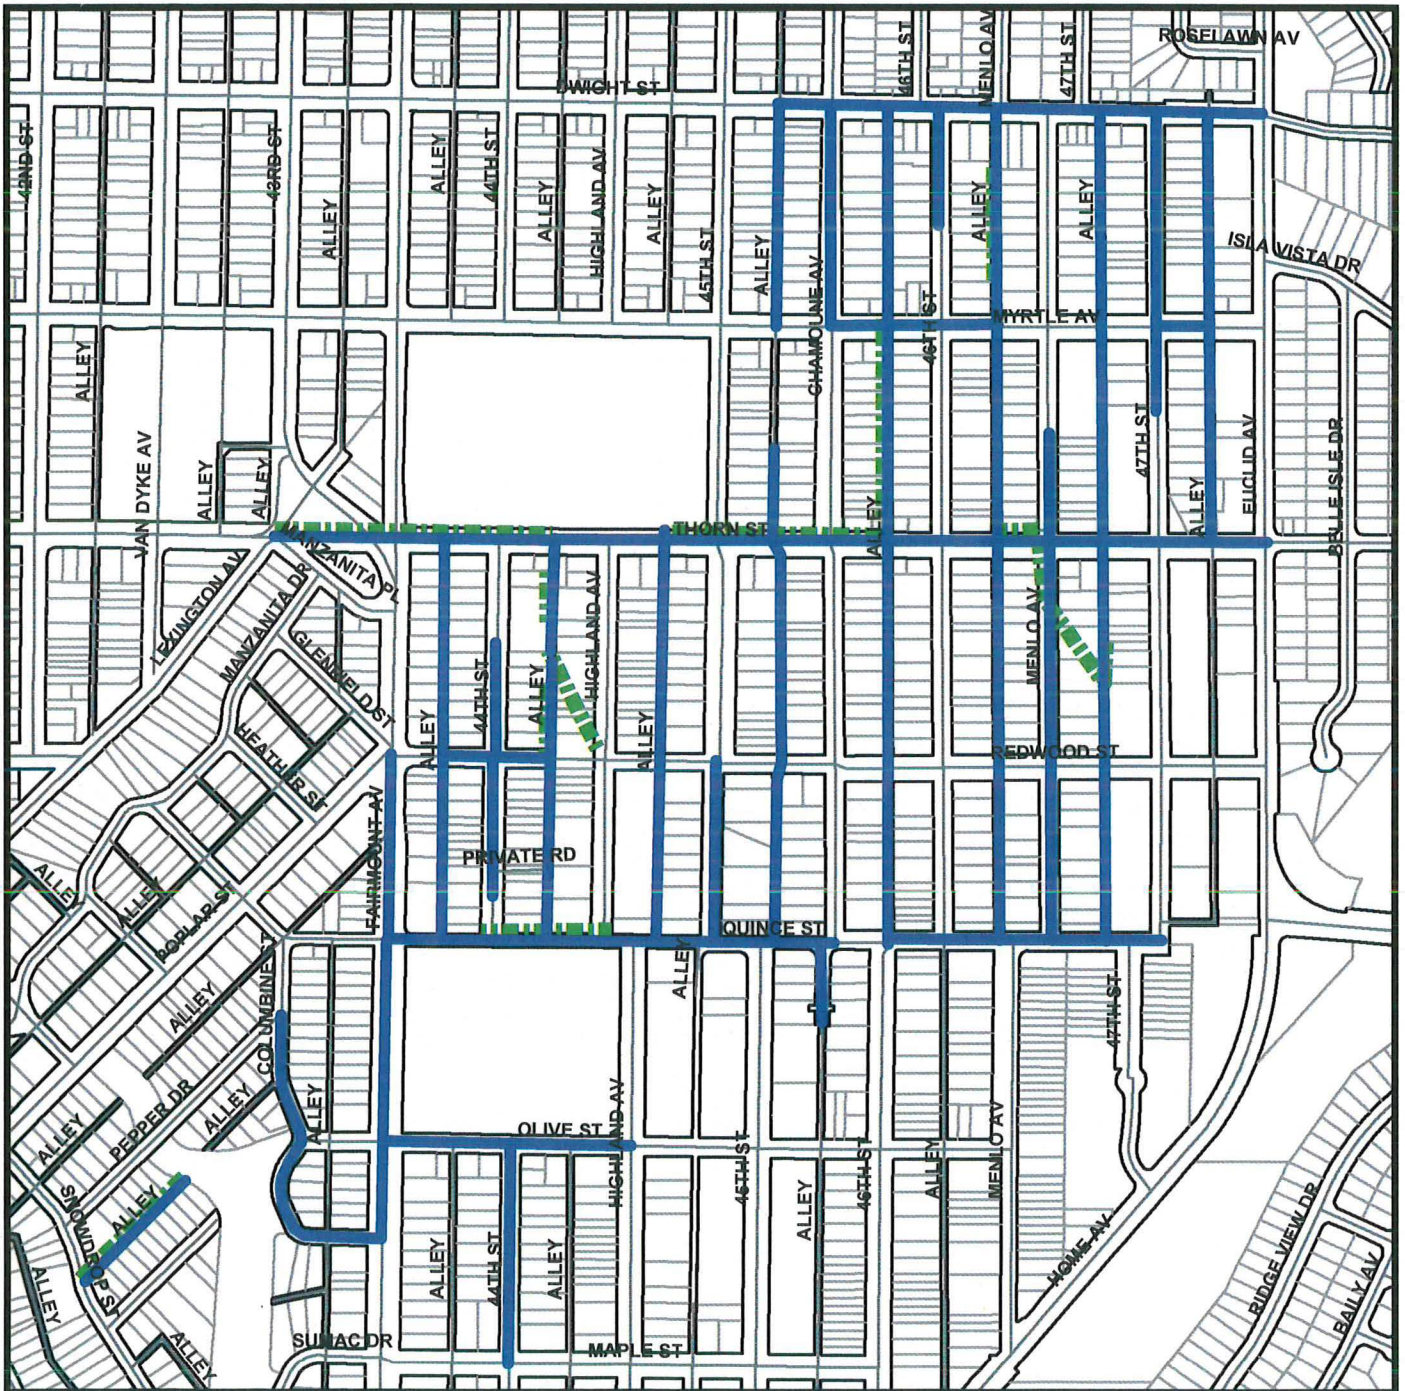 ROSELAWN AV
46TH ST
MENLO AV
47TH ST
DWIGHT ST
42ND ST
43RD ST
ALLEY
ALLEY
44TH ST
ALLEY
HIGHLAND AV
ALLEY
45TH ST
ALLEY
ALLEY
ALLEY
ISLA VISTA DR
CHAMOUNE AV
46TH ST
MYRTLE AV
ALLEY
VAN DYKE AV
ALLEY
ALLEY
47TH ST
ALLEY
EUCLID AV
BELLE ISLE DR
THORN ST
ALLEY
MANZANITA PL
LEXINGTON AV
MANZANITA DR
GLENFIELD ST
HIGHLAND AV
MENLO AV
44TH ST
ALLEY
ALLEY
ALLEY
HEATHER ST
REDWOOD ST
FAIRMOUNT AV
PRIVATE RD
ALLEY
ALLEY
POPLAR ST
QUINCE ST
ALLEY
COLUMBINE ST
ALLEY
47TH ST
ALLEY
PEPPER DR
ALLEY
ALLEY
OLIVE ST
HIGHLAND AV
45TH ST
46TH ST
ALLEY
MENLO AV
SNOWDROP ST
ALLEY
ALLEY
ALLEY
44TH ST
ALLEY
ALLEY
HOME AV
RIDGE VIEW DR
BAILY AV
ALLEY
SUMAC DR
MAPLE ST